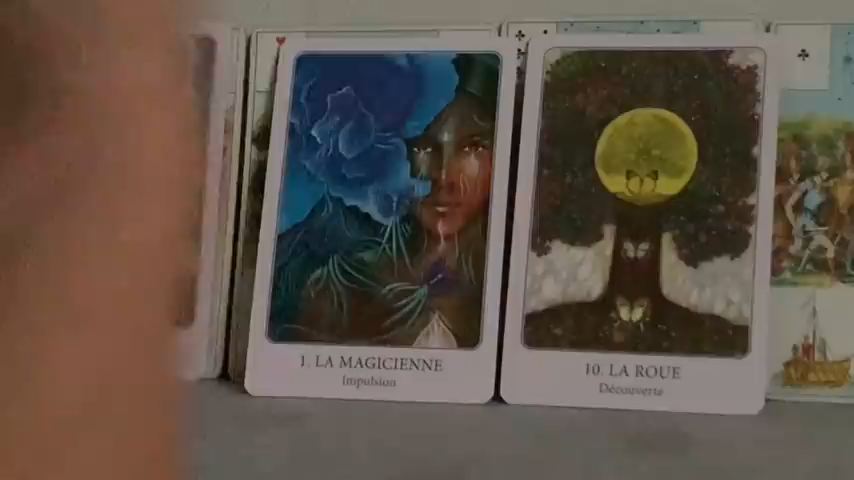 1. LA MAGICIENNE
Impulsion
10. LA ROUE
Découverte